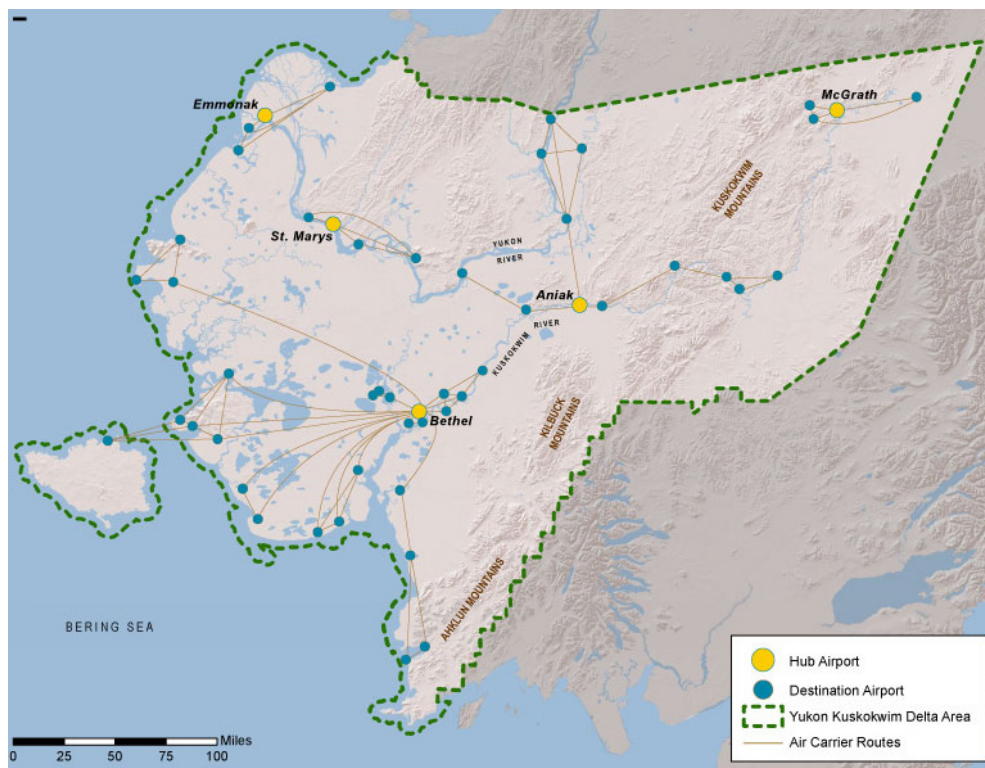 Emmonak
McGrath
KUSKOKWIM
MOUNTAINS
St. Marys
YUKON
RIVER
Aniak
RIVER
KUSKOKWIM
Bethel
KILBUCK
MOUNTAINS
AHKLUN MOUNTAINS
BERING SEA
Hub Airport
Destination Airport
Yukon Kuskokwim Delta Area
Air Carrier Routes
Miles
0 25 50 75 100